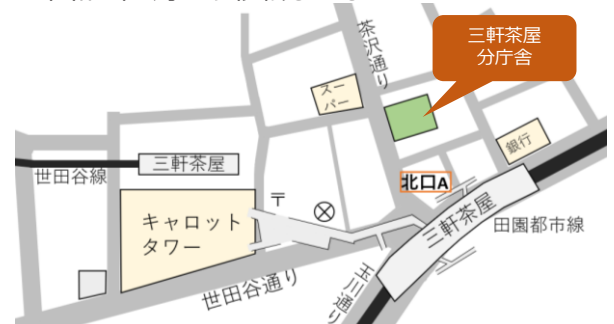 三軒茶屋
分庁舎
茶沢通り
スー
パー
銀行
三軒茶屋
世田谷線
北口A
〒
キャロット
タワー
三軒茶屋
田園都市線
世田谷通り
玉川通り